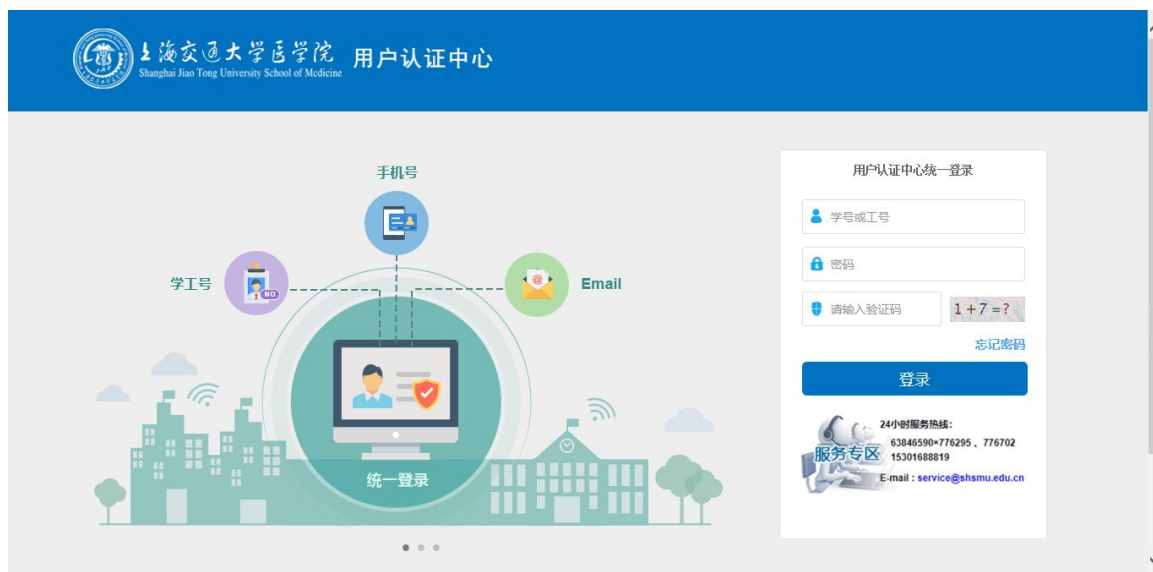 上海交通大学医学院 用户认证中心
Shanghai Jiao Tong University School of Medicine
手机号
学工号
NO
@
Email
统一登录
用户认证中心统一登录
学号或工号
密码
请输入验证码
1+7=?
忘记密码
登录
服务专区
24小时服务热线:
63846590*776295、776702
15301688819
E-mail : service@shsmu.edu.cn